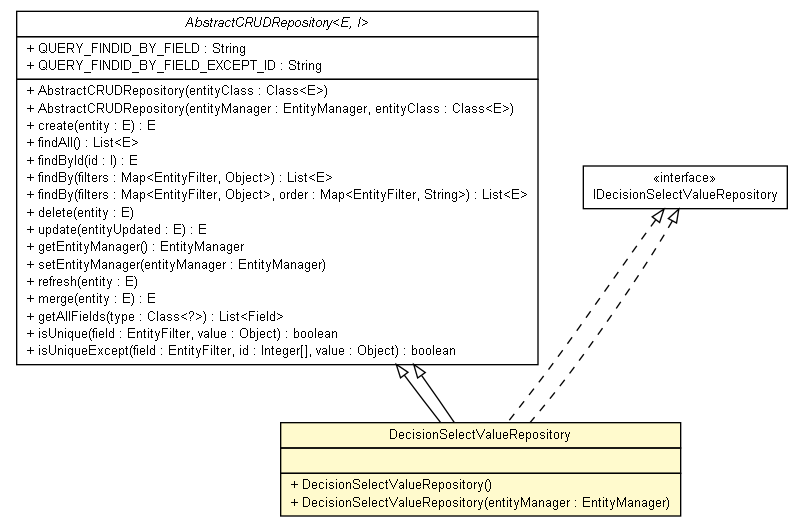 AbstractCRUDRepository<E, I>
+ QUERY_FINDID_BY_FIELD : String
+ QUERY_FINDID_BY_FIELD_EXCEPT_ID : String
+ AbstractCRUDRepository(entityClass : Class<E>)
+ AbstractCRUDRepository(entityManager : EntityManager, entityClass : Class<E>)
+ create(entity : E) : E
+ findAll() : List<E>
+ findById(id : I) : E
+ findBy(filters : Map<EntityFilter, Object>) : List<E>
+ findBy(filters : Map<EntityFilter, Object>, order : Map<EntityFilter, String>) : List<E>
+ delete(entity : E)
+ update(entityUpdated : E) : E
+ getEntityManager() : EntityManager
+ setEntityManager(entityManager : EntityManager)
+ refresh(entity : E)
+ merge(entity : E) : E
+ getAllFields(type : Class<?>) : List<Field>
+ isUnique(field : EntityFilter, value : Object) : boolean
+ isUniqueExcept(field : EntityFilter, id : Integer[], value : Object) : boolean
«interface»
IDecisionSelectValueRepository
DecisionSelectValueRepository
+ DecisionSelectValueRepository()
+ DecisionSelectValueRepository(entityManager : EntityManager)